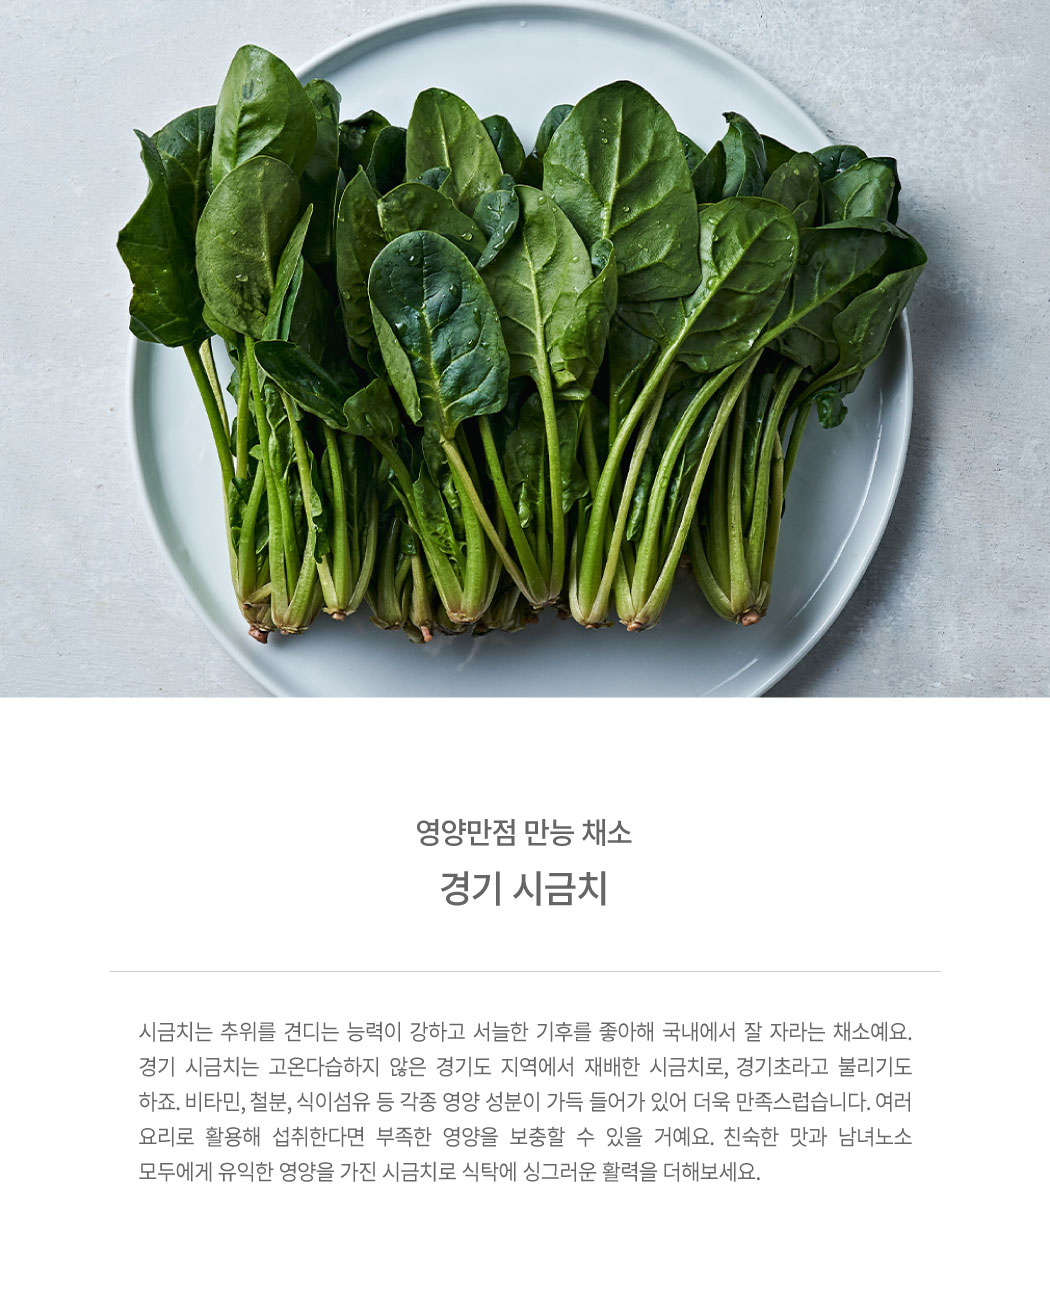 영양만점 만능 채소
경기 시금치
시금치는 추위를 견디는 능력이 강하고 서늘한 기후를 좋아해 국내에서 잘 자라는 채소예요.
경기 시금치는 고온다습하지 않은 경기도 지역에서 재배한 시금치로, 경기초라고 불리기도
하죠. 비타민, 철분, 식이섬유 등 각종 영양 성분이 가득 들어가 있어 더욱 만족스럽습니다. 여러
요리로 활용해 섭취한다면 부족한 영양을 보충할 수 있을 거예요. 친숙한 맛과 남녀노소
모두에게 유익한 영양을 가진 시금치로 식탁에 싱그러운 활력을 더해보세요.